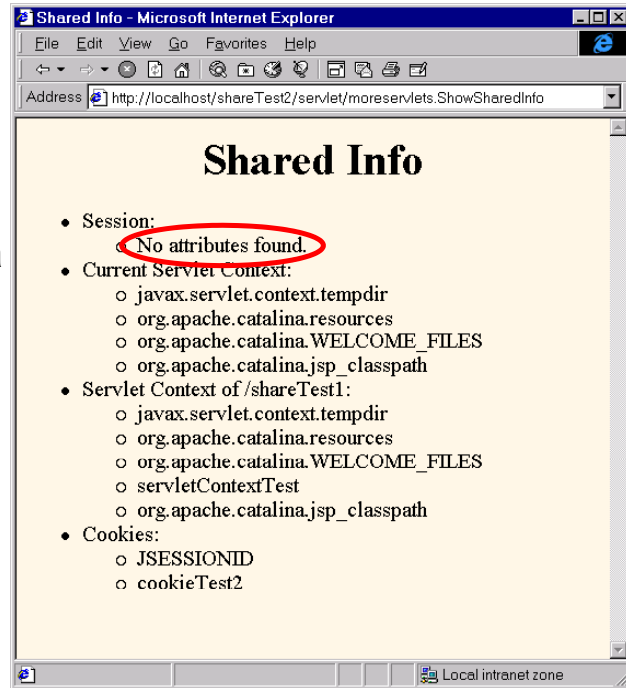 Shared Info - Microsoft Internet Explorer
File Edit View Go Favorites Help
Address http://localhost/shareTest2/servlet/moreservlets.ShowSharedInfo
Shared Info
Session:
No attributes found.
Current Servlet Context:
javax.servlet.context.tempdir
org.apache.catalina.resources
org.apache.catalina.WELCOME_FILES
org.apache.catalina.jsp_classpath
Servlet Context of /shareTest1:
javax.servlet.context.tempdir
org.apache.catalina.resources
org.apache.catalina.WELCOME_FILES
servletContextTest
org.apache.catalina.jsp_classpath
Cookies:
JSESSIONID
cookieTest2
Local intranet zone